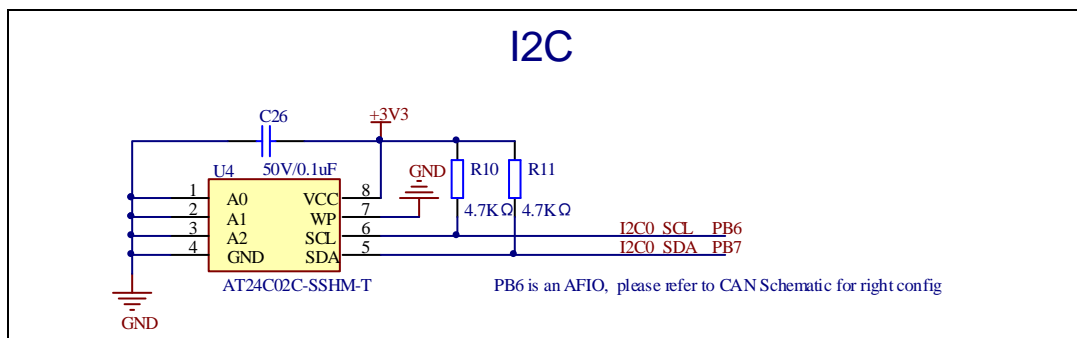 I2C
+3V3
C26
50V/0.1uF
U4
GND
R10
R11
4.7KΩ
4.7KΩ
1 A0 VCC 8
2 A1 WP 7
3 A2 SCL 6
4 GND SDA 5
I2C0_SCL PB6
I2C0_SDA PB7
AT24C02C-SSHM-T
PB6 is an AFIO, please refer to CAN Schematic for right config
GND